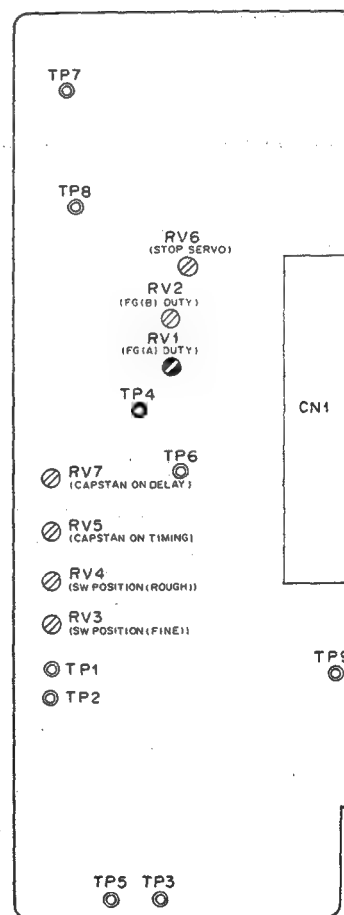 TP7
TP8
RV6
(STOP SERVO)
RV2
(FG(B) DUTY)
RV1
(FG(A) DUTY)
TP4
CN1
TP6
RV7
(CAPSTAN ON DELAY)
RV5
(CAPSTAN ON TIMING)
RV4
(SW POSITION(ROUGH))
RV3
(SW POSITION(FINE))
TP9
TP1
TP2
TP5 TP3